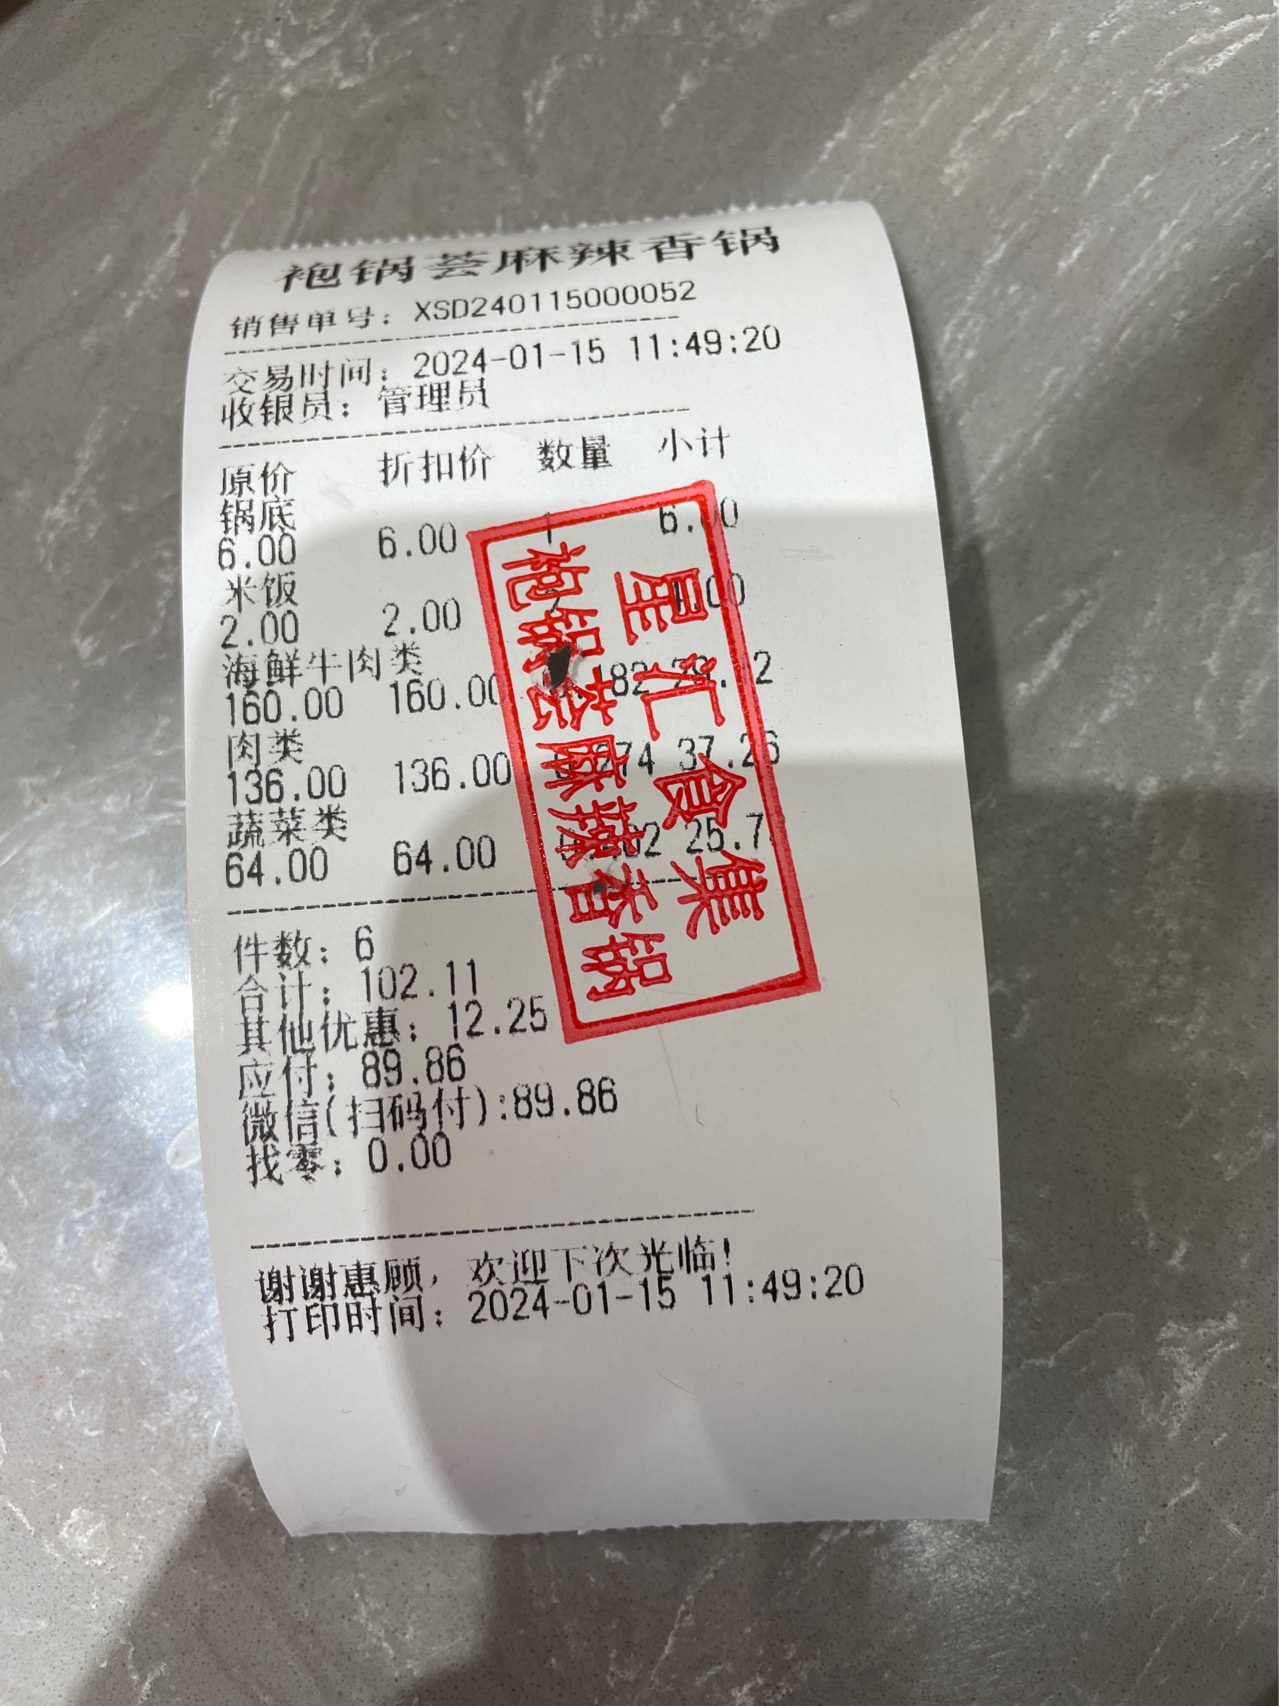 袍锅荟麻辣香锅
销售单号: XSD240115000052
交易时间: 2024-01-15 11:49:20
收银员: 管理员
原价 折扣价 数量 小计
锅底
6.00 6.00 1
米饭
2.00 2.00
海鲜牛肉类
160.00 160.00
肉类
136.00 136.00 37.26
蔬菜类
64.00 64.00
件数: 6
合计: 102.11
其他优惠: 12.25
应付: 89.86
微信(扫码付):89.86
找零: 0.00
谢谢惠顾, 欢迎下次光临!
打印时间: 2024-01-15 11:49:20
星汇食集
袍锅荟麻辣香锅